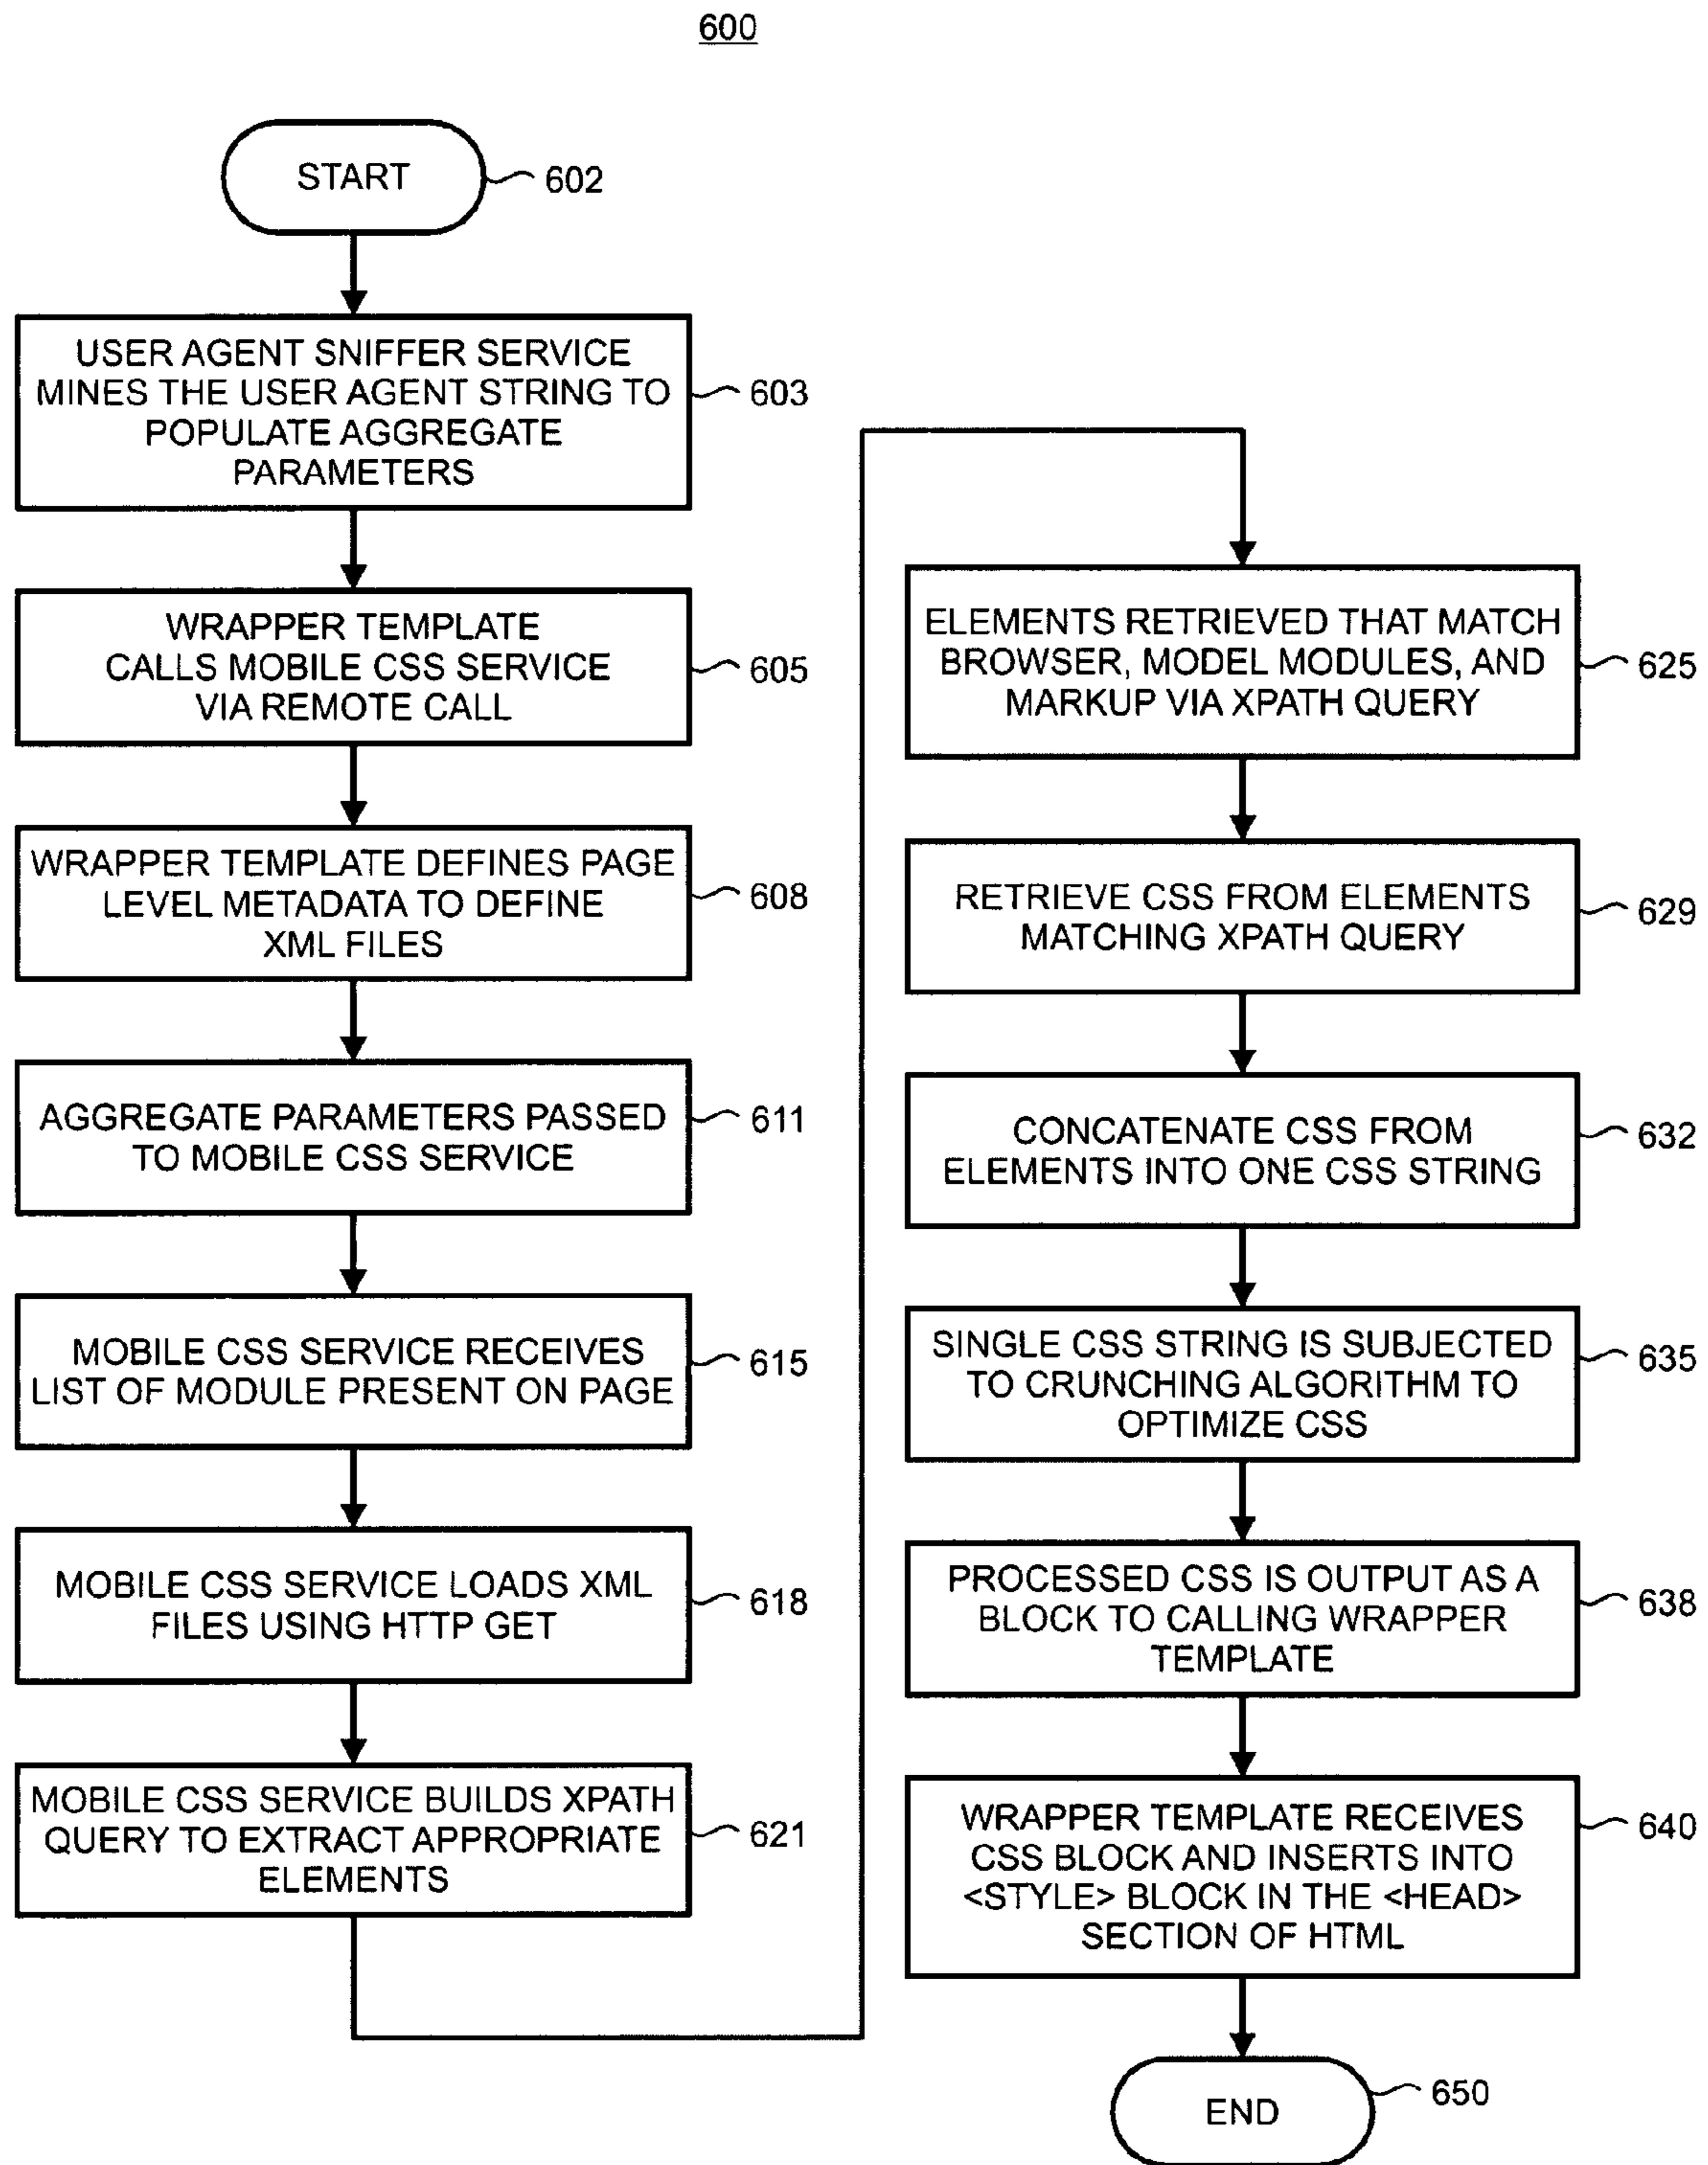 600
START
602
USER AGENT SNIFFER SERVICE
MINES THE USER AGENT STRING TO
POPULATE AGGREGATE
PARAMETERS
603
WRAPPER TEMPLATE
CALLS MOBILE CSS SERVICE
VIA REMOTE CALL
605
WRAPPER TEMPLATE DEFINES PAGE
LEVEL METADATA TO DEFINE
XML FILES
608
AGGREGATE PARAMETERS PASSED
TO MOBILE CSS SERVICE
611
MOBILE CSS SERVICE RECEIVES
LIST OF MODULE PRESENT ON PAGE
615
MOBILE CSS SERVICE LOADS XML
FILES USING HTTP GET
618
MOBILE CSS SERVICE BUILDS XPATH
QUERY TO EXTRACT APPROPRIATE
ELEMENTS
621
ELEMENTS RETRIEVED THAT MATCH
BROWSER, MODEL MODULES, AND
MARKUP VIA XPATH QUERY
625
RETRIEVE CSS FROM ELEMENTS
MATCHING XPATH QUERY
629
CONCATENATE CSS FROM
ELEMENTS INTO ONE CSS STRING
632
SINGLE CSS STRING IS SUBJECTED
TO CRUNCHING ALGORITHM TO
OPTIMIZE CSS
635
PROCESSED CSS IS OUTPUT AS A
BLOCK TO CALLING WRAPPER
TEMPLATE
638
WRAPPER TEMPLATE RECEIVES
CSS BLOCK AND INSERTS INTO
<STYLE> BLOCK IN THE <HEAD>
SECTION OF HTML
640
END
650